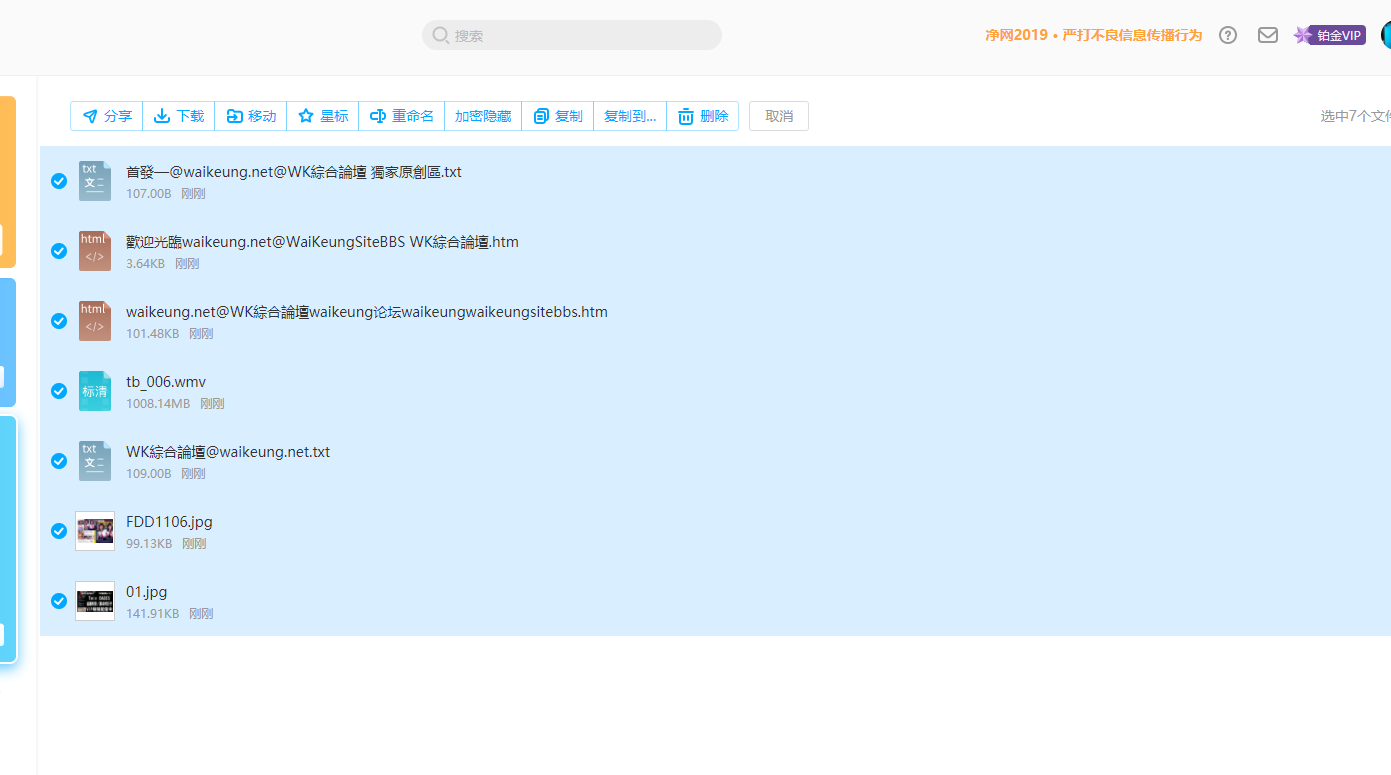 搜索
净网2019 • 严打不良信息传播行为
铂金VIP
分享
下载
移动
星标
重命名
加密隐藏
复制
复制到...
删除
取消
选中7个文
txt
文
首發—@waikeung.net@WK綜合論壇 獨家原創區.txt
107.00B 刚刚
html
</>
歡迎光臨waikeung.net@WaiKeungSiteBBS WK綜合論壇.htm
3.64KB 刚刚
html
</>
waikeung.net@WK綜合論壇waikeung论坛waikeungwaikeungsitebbs.htm
101.48KB 刚刚
标清
tb_006.wmv
1008.14MB 刚刚
txt
文
WK綜合論壇@waikeung.net.txt
109.00B 刚刚
FDD1106.jpg
99.13KB 刚刚
01.jpg
141.91KB 刚刚